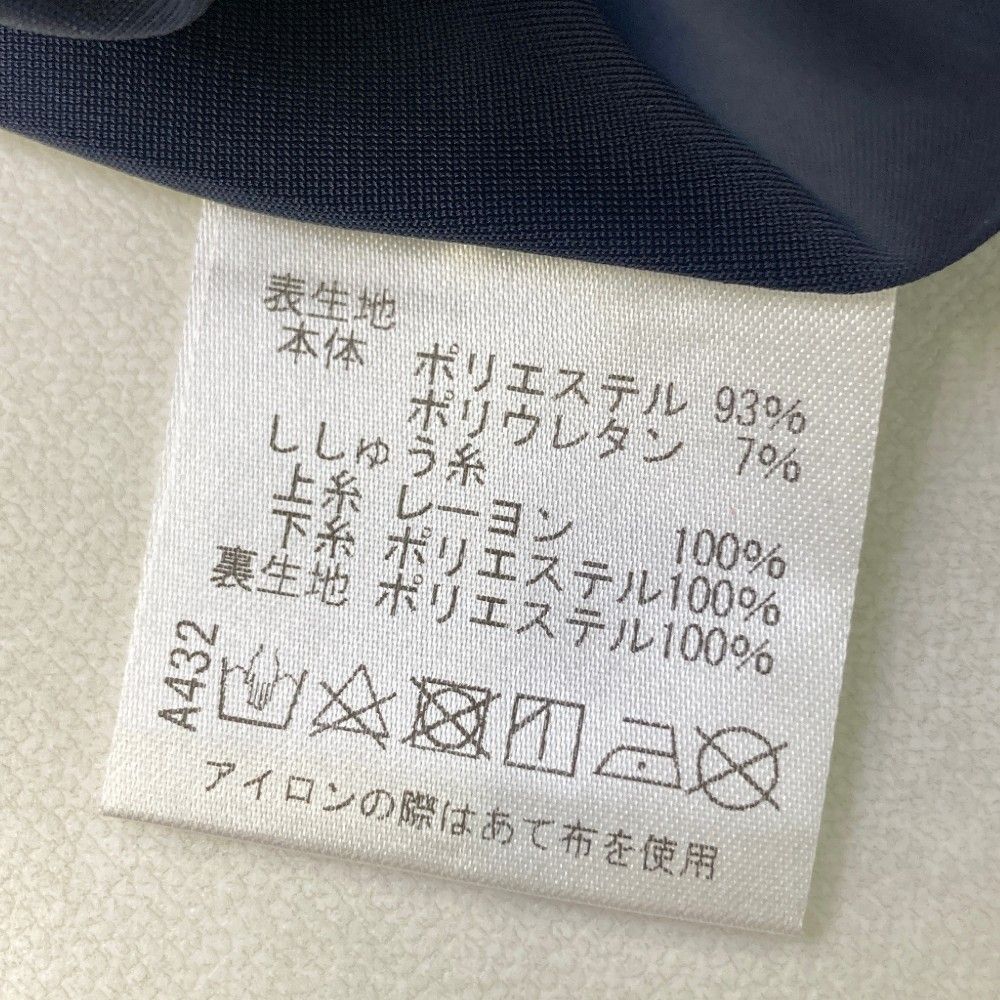 表生地
本体 ポリエステル 93%
ポリウレタン 7%
ししゅう糸
上糸 レーヨン 100%
下糸 ポリエステル100%
裏生地 ポリエステル100%
A432
アイロンの際はあて布を使用